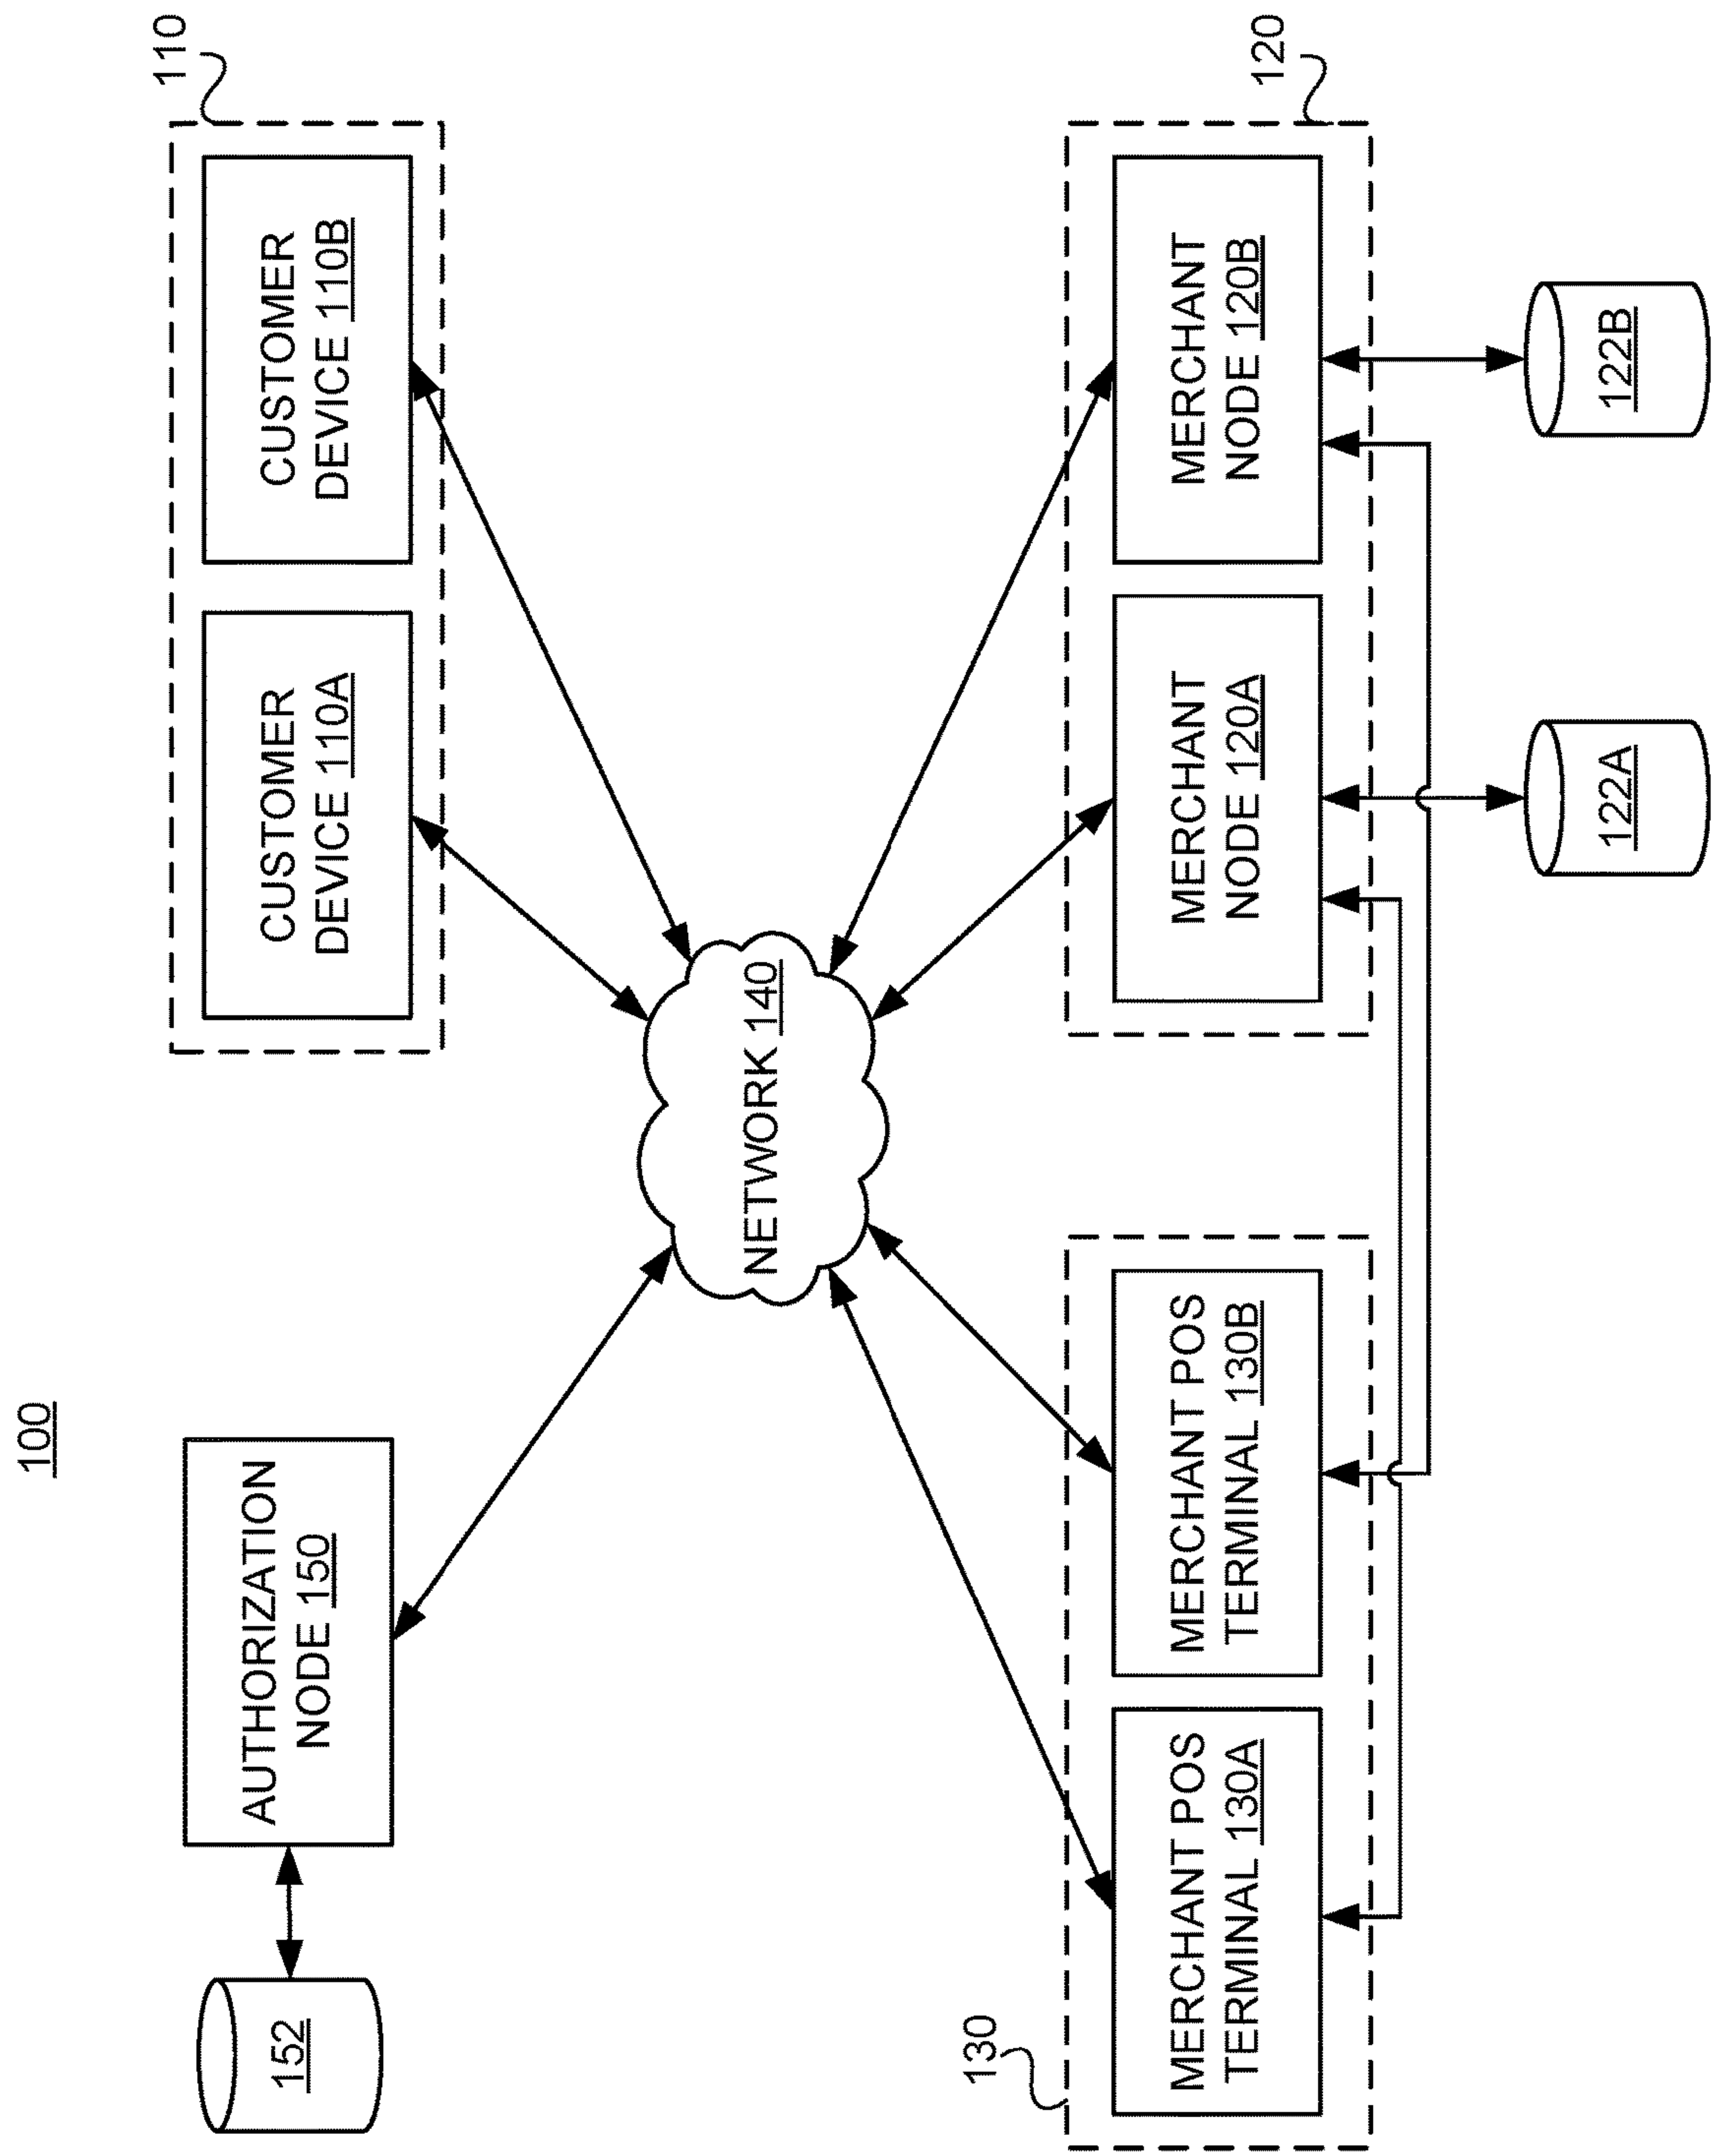 100
152
AUTHORIZATION
NODE 150
110
CUSTOMER
DEVICE 110A
CUSTOMER
DEVICE 110B
NETWORK 140
130
MERCHANT POS
TERMINAL 130A
MERCHANT POS
TERMINAL 130B
120
MERCHANT
NODE 120A
MERCHANT
NODE 120B
122A
122B